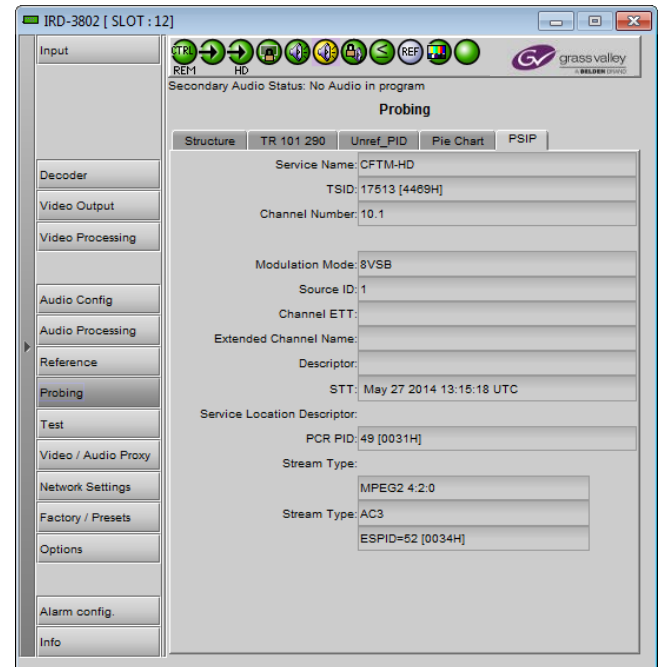 IRD-3802 [ SLOT : 12]
Input
CTRL
REF
REM
HD
grass valley
A BELDEN BRAND
Secondary Audio Status: No Audio in program
Probing
Structure TR 101 290 Unref_PID Pie Chart PSIP
Service Name: CFTM-HD
Decoder
TSID: 17513 [4469H]
Video Output
Channel Number: 10.1
Video Processing
Modulation Mode: 8VSB
Source ID: 1
Audio Config
Channel ETT:
Audio Processing
Extended Channel Name:
Reference
Descriptor:
Probing
STT: May 27 2014 13:15:18 UTC
Test
Service Location Descriptor:
PCR PID: 49 [0031H]
Video / Audio Proxy
Stream Type:
Network Settings
MPEG2 4:2:0
Factory / Presets
Stream Type: AC3
ESPID=52 [0034H]
Options
Alarm config.
Info